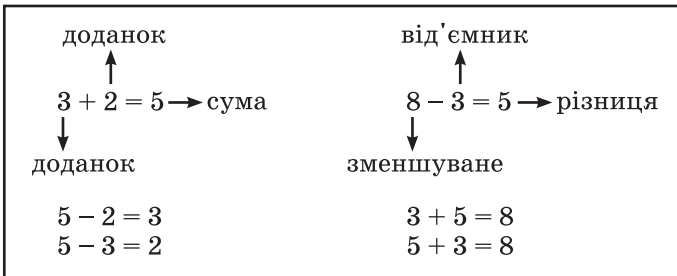 доданок від'ємник
3 + 2 = 5 → сума 8 – 3 = 5 → різниця
доданок зменшуване
5 – 2 = 3 3 + 5 = 8
5 – 3 = 2 5 + 3 = 8